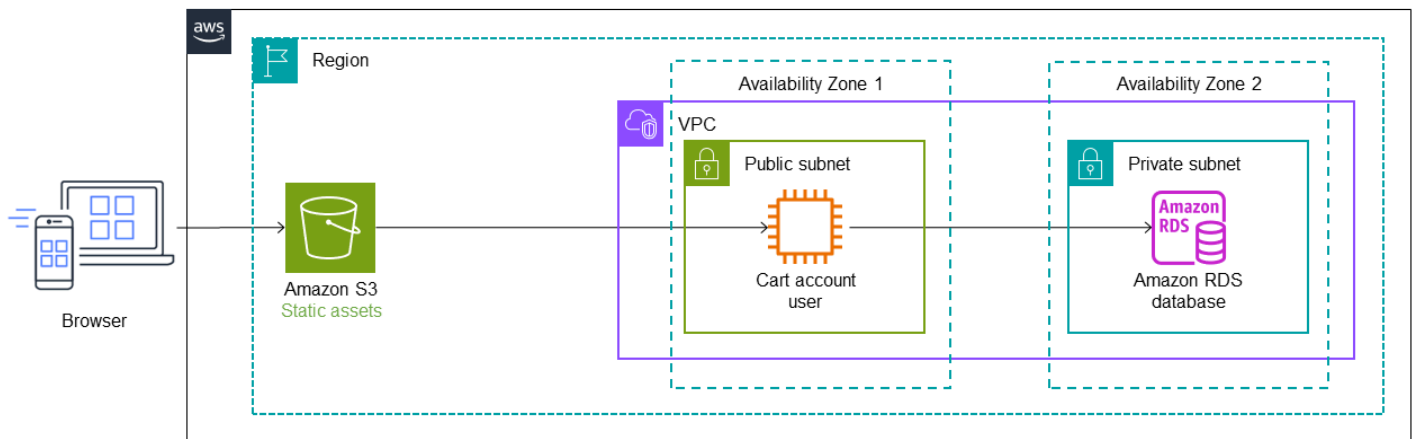 aws
Region
Availability Zone 1
Availability Zone 2
VPC
Public subnet
Private subnet
Amazon
RDS
Amazon S3
Static assets
Cart account
user
Amazon RDS
database
Browser